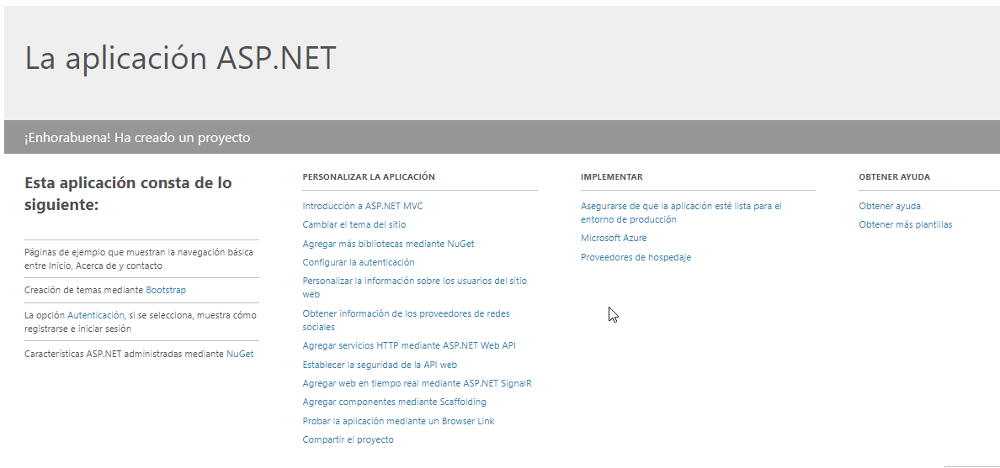 La aplicación ASP.NET
¡Enhorabuena! Ha creado un proyecto
Esta aplicación consta de lo
siguiente:
Páginas de ejemplo que muestran la navegación básica
entre Inicio, Acerca de y contacto
Creación de temas mediante Bootstrap
La opción Autenticación, si se selecciona, muestra cómo
registrarse e iniciar sesión
Características ASP.NET administradas mediante NuGet
PERSONALIZAR LA APLICACIÓN
Introducción a ASP.NET MVC
Cambiar el tema del sitio
Agregar más bibliotecas mediante NuGet
Configurar la autenticación
Personalizar la información sobre los usuarios del sitio
web
Obtener información de los proveedores de redes
sociales
Agregar servicios HTTP mediante ASP.NET Web API
Establecer la seguridad de la API web
Agregar web en tiempo real mediante ASP.NET SignalR
Agregar componentes mediante Scaffolding
Probar la aplicación mediante un Browser Link
Compartir el proyecto
IMPLEMENTAR
Asegurarse de que la aplicación esté lista para el
entorno de producción
Microsoft Azure
Proveedores de hospedaje
OBTENER AYUDA
Obtener ayuda
Obtener más plantillas